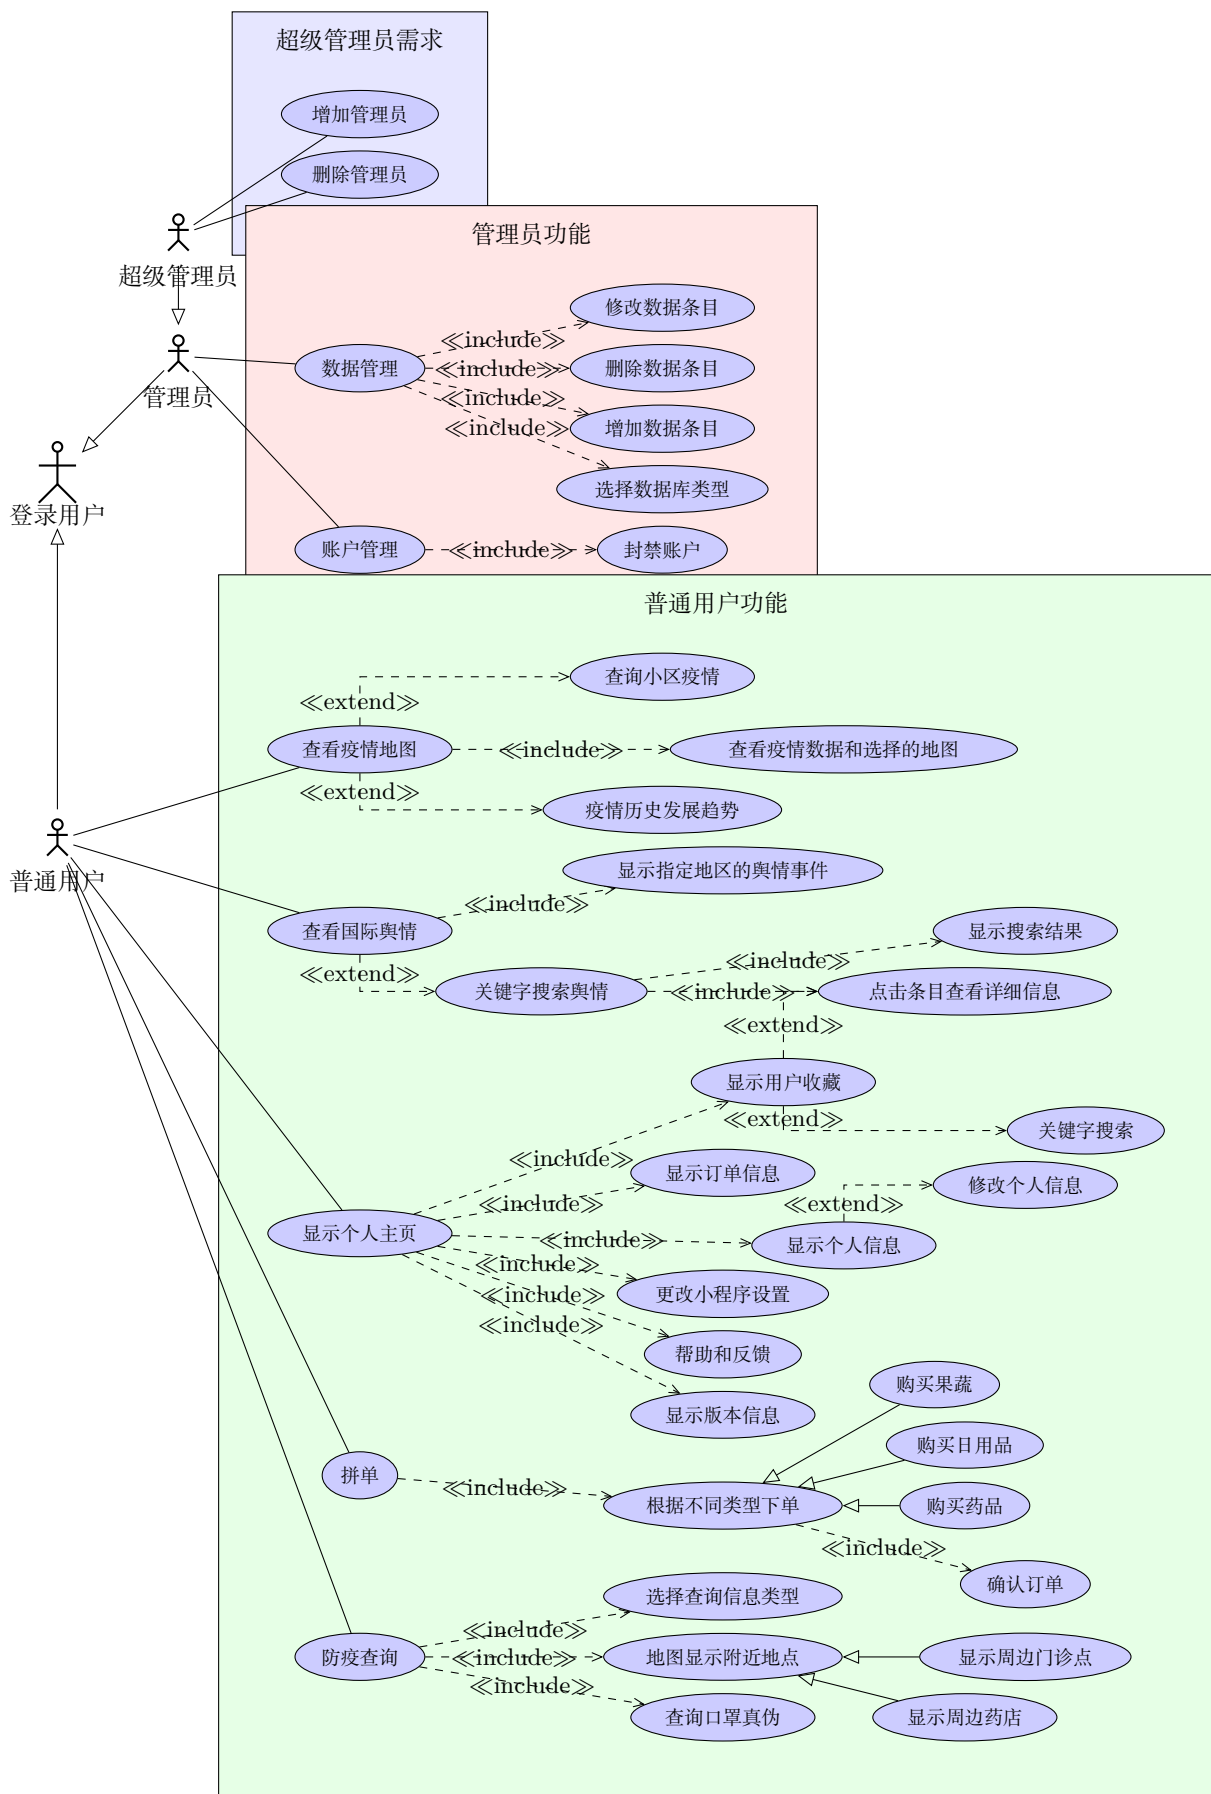 超级管理员需求
增加管理员
删除管理员
超级管理员
管理员功能
修改数据条目
≪include≫
数据管理
≪include≫
删除数据条目
管理员
≪include≫
增加数据条目
≪include≫
选择数据库类型
登录用户
账户管理
≪include≫
封禁账户
普通用户功能
查询小区疫情
≪extend≫
查看疫情地图
≪include≫
查看疫情数据和选择的地图
≪extend≫
疫情历史发展趋势
普通用户
显示指定地区的舆情事件
≪include≫
查看国际舆情
显示搜索结果
≪include≫
≪extend≫
关键字搜索舆情
≪include≫
点击条目查看详细信息
≪extend≫
显示用户收藏
≪extend≫
关键字搜索
≪include≫
显示订单信息
修改个人信息
≪include≫
≪extend≫
显示个人主页
≪include≫
显示个人信息
≪include≫
更改小程序设置
≪include≫
≪include≫
帮助和反馈
购买果蔬
显示版本信息
购买日用品
拼单
≪include≫
根据不同类型下单
购买药品
≪include≫
确认订单
选择查询信息类型
≪include≫
防疫查询
≪include≫
地图显示附近地点
显示周边门诊点
≪include≫
查询口罩真伪
显示周边药店